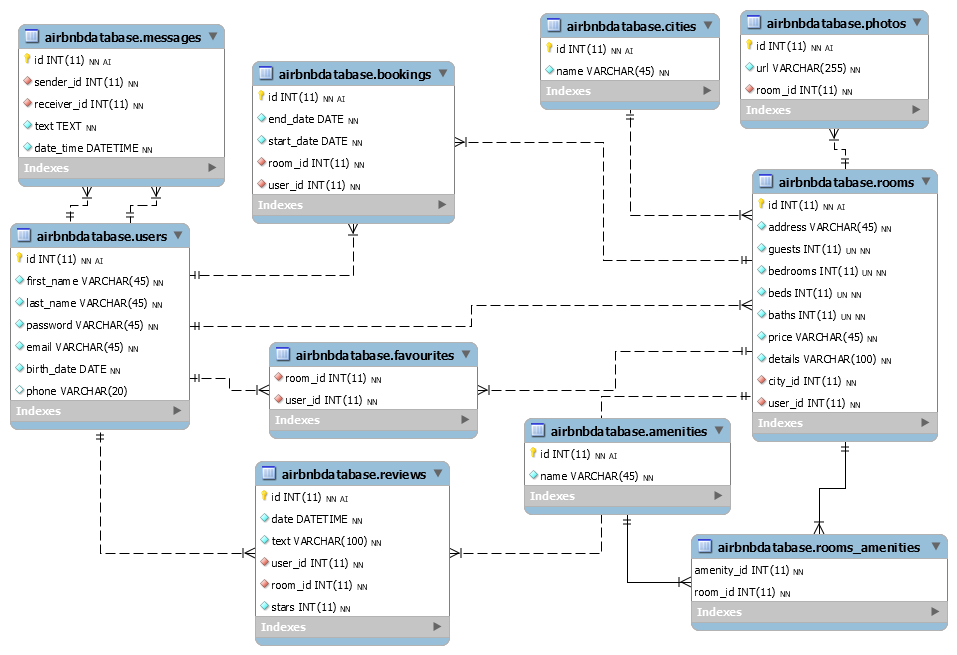 airbnbdatabase.messages
id INT(11) NN AI
sender_id INT(11) NN
receiver_id INT(11) NN
text TEXT NN
date_time DATETIME NN
Indexes
airbnbdatabase.bookings
id INT(11) NN AI
end_date DATE NN
start_date DATE NN
room_id INT(11) NN
user_id INT(11) NN
Indexes
airbnbdatabase.cities
id INT(11) NN AI
name VARCHAR(45) NN
Indexes
airbnbdatabase.photos
id INT(11) NN AI
url VARCHAR(255) NN
room_id INT(11) NN
Indexes
airbnbdatabase.users
id INT(11) NN AI
first_name VARCHAR(45) NN
last_name VARCHAR(45) NN
password VARCHAR(45) NN
email VARCHAR(45) NN
birth_date DATE NN
phone VARCHAR(20)
Indexes
airbnbdatabase.rooms
id INT(11) NN AI
address VARCHAR(45) NN
guests INT(11) UN NN
bedrooms INT(11) UN NN
beds INT(11) UN NN
baths INT(11) UN NN
price VARCHAR(45) NN
details VARCHAR(100) NN
city_id INT(11) NN
user_id INT(11) NN
Indexes
airbnbdatabase.favourites
room_id INT(11) NN
user_id INT(11) NN
Indexes
airbnbdatabase.amenities
id INT(11) NN AI
name VARCHAR(45) NN
Indexes
airbnbdatabase.reviews
id INT(11) NN AI
date DATETIME NN
text VARCHAR(100) NN
user_id INT(11) NN
room_id INT(11) NN
stars INT(11) NN
Indexes
airbnbdatabase.rooms_amenities
amenity_id INT(11) NN
room_id INT(11) NN
Indexes